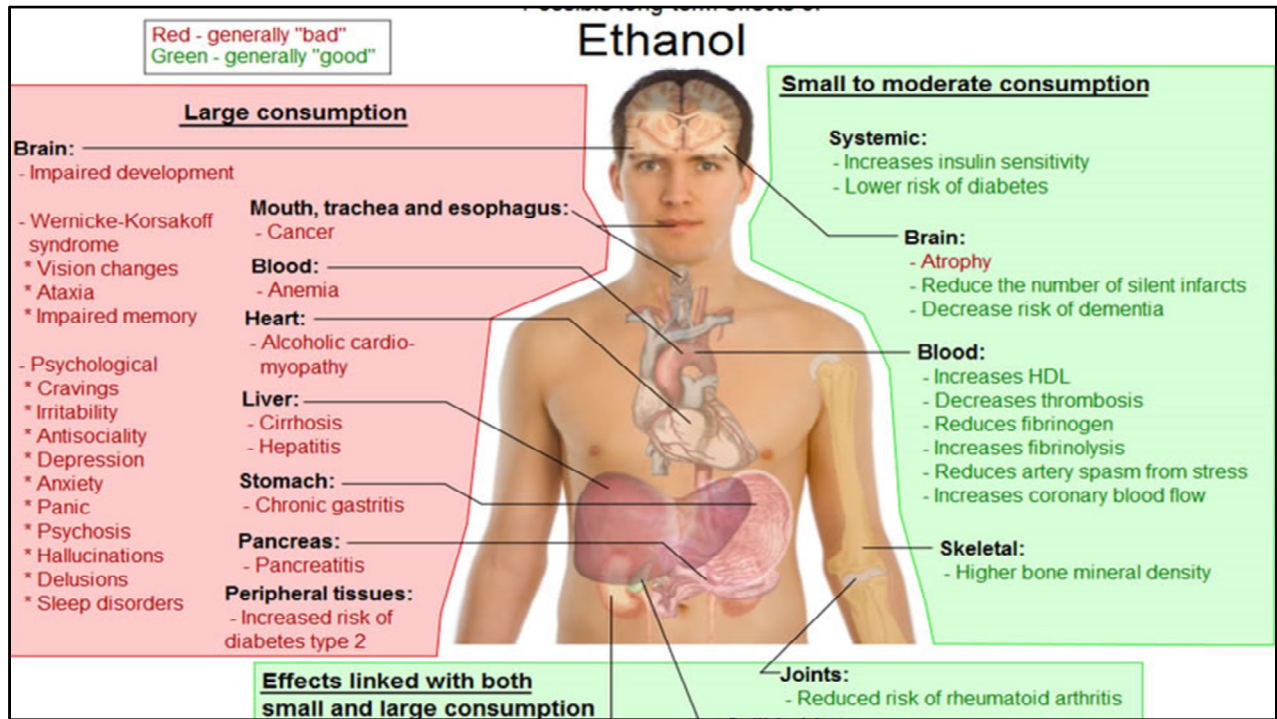 Possible long-term effects of
Ethanol
Red - generally "bad"
Green - generally "good"
Large consumption
Brain:
- Impaired development
- Wernicke-Korsakoff
syndrome
* Vision changes
* Ataxia
* Impaired memory
- Psychological
* Cravings
* Irritability
* Antisociality
* Depression
* Anxiety
* Panic
* Psychosis
* Hallucinations
* Delusions
* Sleep disorders
Mouth, trachea and esophagus:
- Cancer
Blood:
- Anemia
Heart:
- Alcoholic cardio-
myopathy
Liver:
- Cirrhosis
- Hepatitis
Stomach:
- Chronic gastritis
Pancreas:
- Pancreatitis
Peripheral tissues:
- Increased risk of
diabetes type 2
Small to moderate consumption
Systemic:
- Increases insulin sensitivity
- Lower risk of diabetes
Brain:
- Atrophy
- Reduce the number of silent infarcts
- Decrease risk of dementia
Blood:
- Increases HDL
- Decreases thrombosis
- Reduces fibrinogen
- Increases fibrinolysis
- Reduces artery spasm from stress
- Increases coronary blood flow
Skeletal:
- Higher bone mineral density
Joints:
- Reduced risk of rheumatoid arthritis
Effects linked with both
small and large consumption